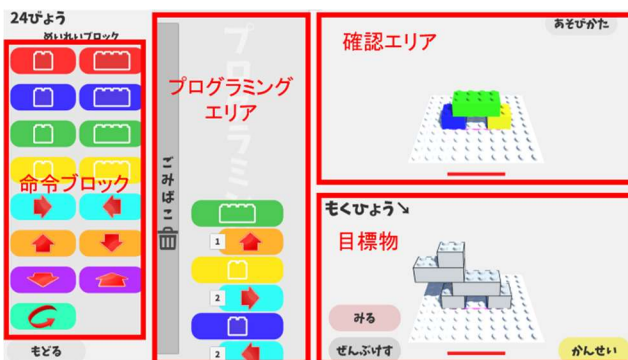 24びょう
めいれいブロック
命令ブロック
プログラミング
エリア
ごみばこ
1
2
2
あそびかた
確認エリア
もくひょう↘
目標物
みる
ぜんぶけす
かんせい
もどる